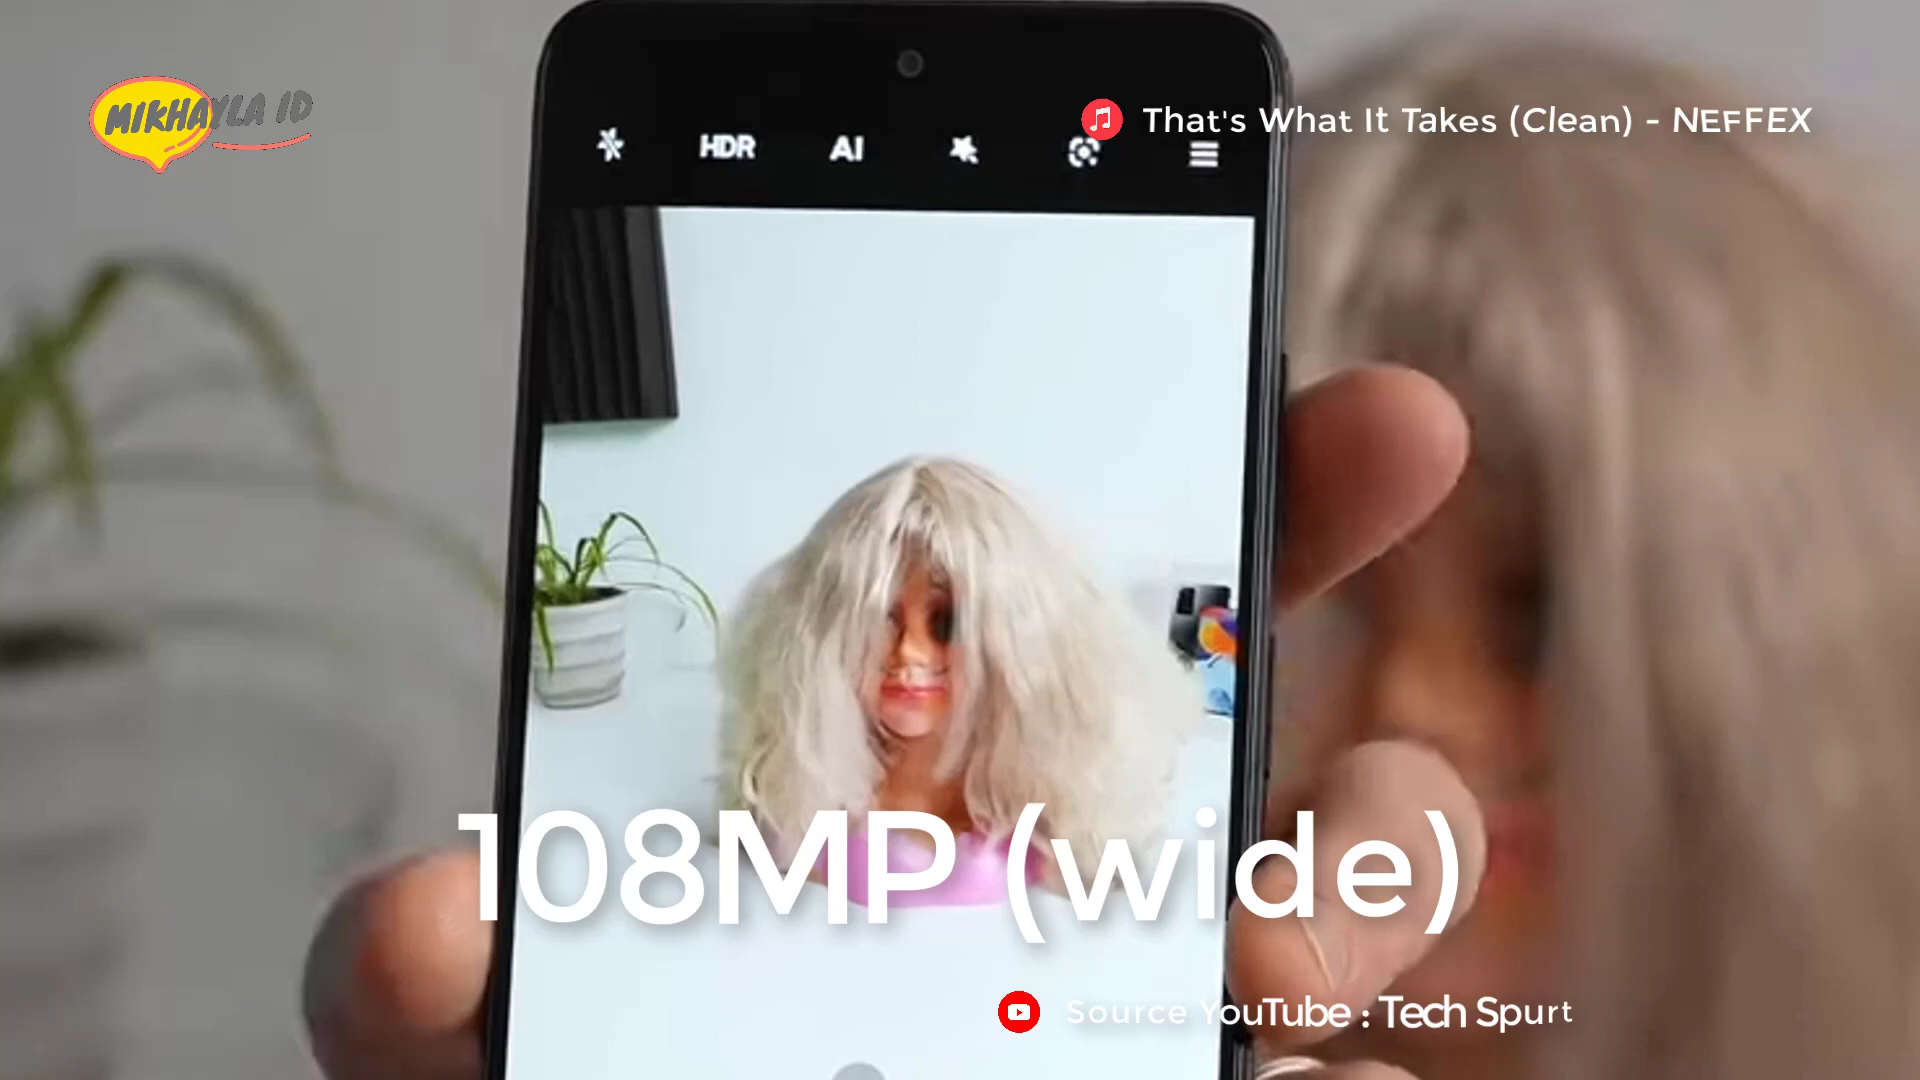 MIKHAYLA ID
That's What It Takes (Clean) - NEFFEX
HDR
AI
108MP (wide)
Source YouTube : Tech Spurt